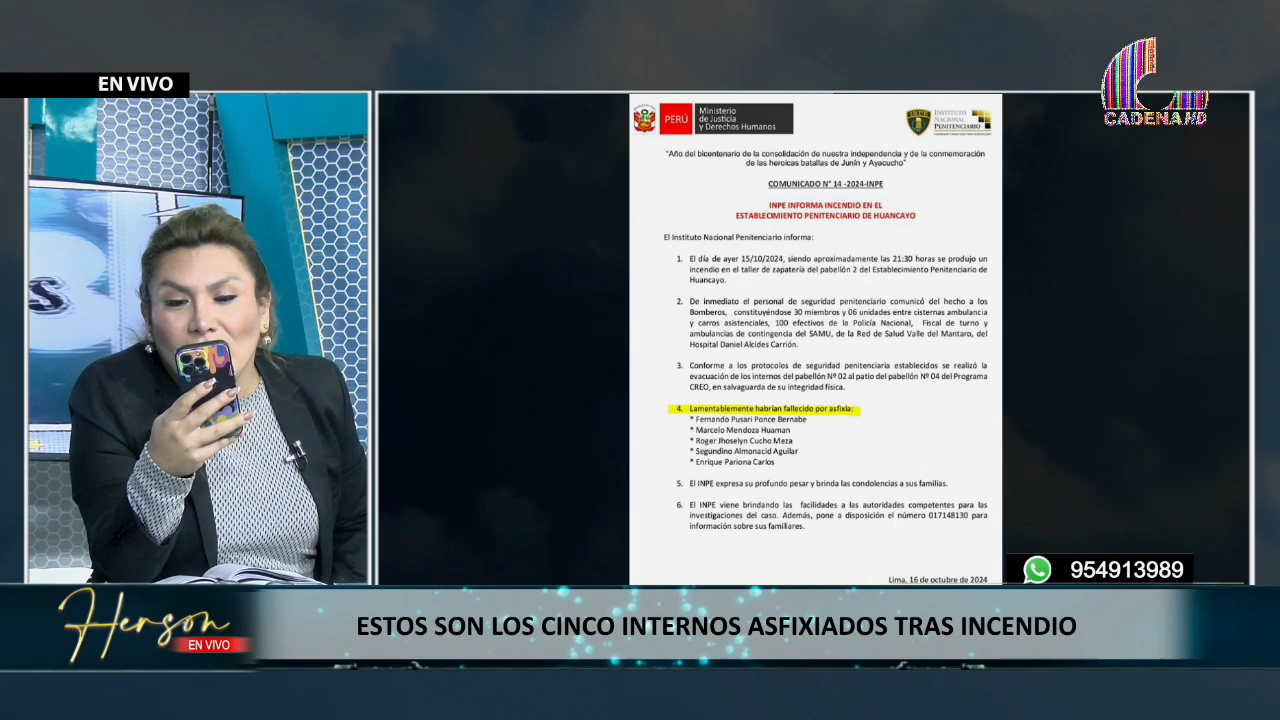 EN VIVO
CADENA HD
PERÚ
Ministerio
de Justicia
y Derechos Humanos
INPE
INSTITUTO
NACIONAL
PENITENCIARIO
"Año del bicentenario de la consolidación de nuestra independencia y de la conmemoración
de las heroicas batallas de Junín y Ayacucho"
COMUNICADO N° 14 -2024-INPE
INPE INFORMA INCENDIO EN EL
ESTABLECIMIENTO PENITENCIARIO DE HUANCAYO
El Instituto Nacional Penitenciario informa:
1. El día de ayer 15/10/2024, siendo aproximadamente las 21:30 horas se produjo un
incendio en el taller de zapatería del pabellón 2 del Establecimiento Penitenciario de
Huancayo.
2. De inmediato el personal de seguridad penitenciario comunicó del hecho a los
Bomberos, constituyéndose 30 miembros y 06 unidades entre cisternas ambulancia
y carros asistenciales, 100 efectivos de la Policía Nacional, Fiscal de turno y
ambulancias de contingencia del SAMU, de la Red de Salud Valle del Mantaro, del
Hospital Daniel Alcides Carrión.
3. Conforme a los protocolos de seguridad penitenciaria establecidos se realizó la
evacuación de los internos del pabellón Nº 02 al patio del pabellón Nº 04 del Programa
CREO, en salvaguarda de su integridad física.
4. Lamentablemente habrían fallecido por asfixia:
* Fernando Pusari Ponce Bernabe
* Marcelo Mendoza Huaman
* Roger Jhoselyn Cucho Meza
* Segundino Almonacid Aguilar
* Enrique Pariona Carlos
5. El INPE expresa su profundo pesar y brinda las condolencias a sus familias.
6. El INPE viene brindando las facilidades a las autoridades competentes para las
investigaciones del caso. Además, pone a disposición el número 017148130 para
información sobre sus familiares.
Lima, 16 de octubre de 2024
954913989
Herson
EN VIVO
ESTOS SON LOS CINCO INTERNOS ASFIXIADOS TRAS INCENDIO